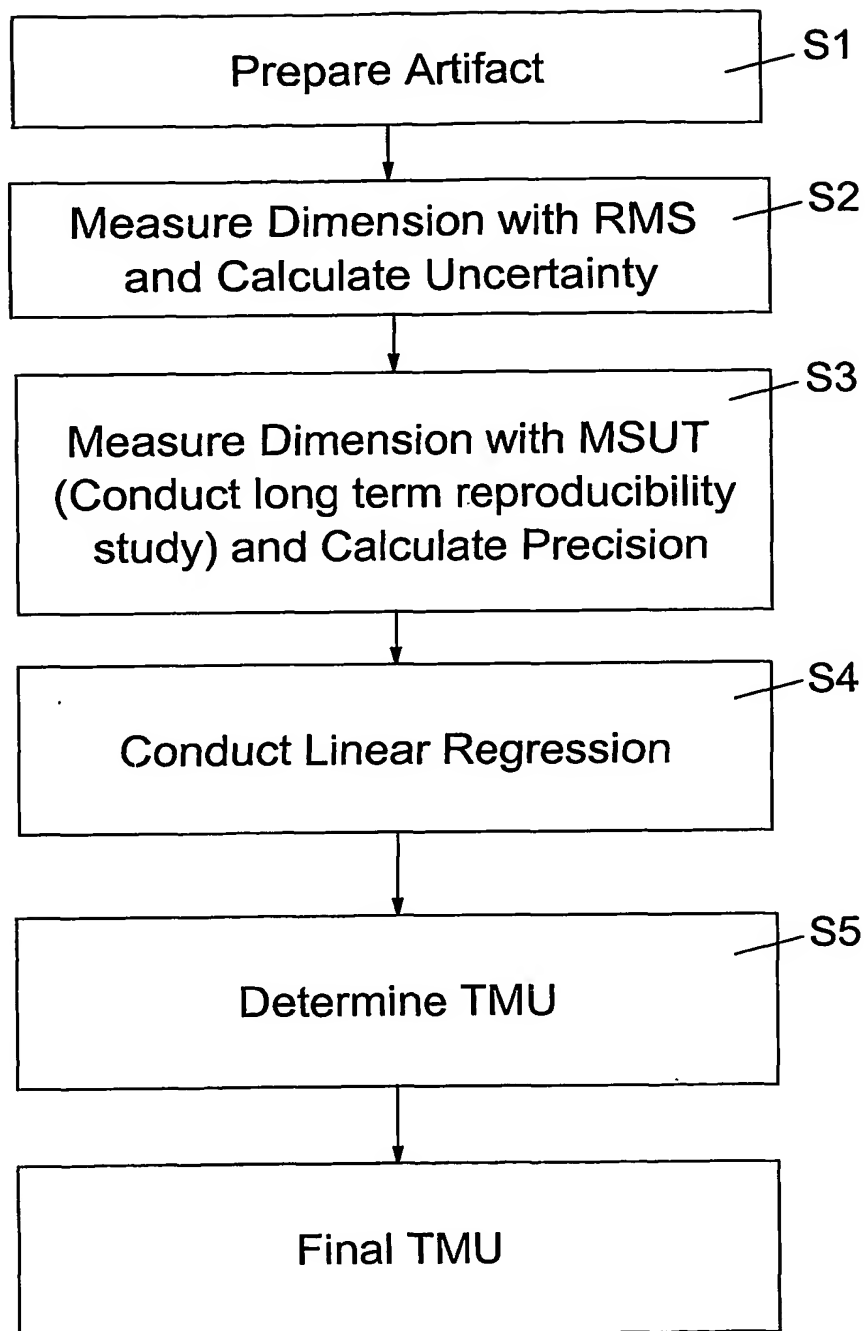 Prepare Artifact
S1
Measure Dimension with RMS
and Calculate Uncertainty
S2
Measure Dimension with MSUT
(Conduct long term reproducibility
study) and Calculate Precision
S3
Conduct Linear Regression
S4
Determine TMU
S5
Final TMU